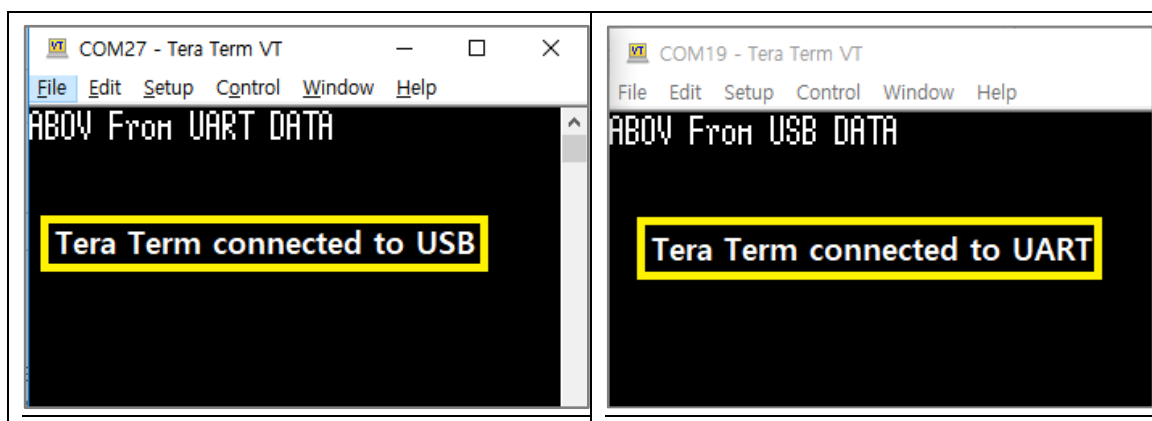 COM27 - Tera Term VT
File Edit Setup Control Window Help
ABOV From UART DATA
Tera Term connected to USB
COM19 - Tera Term VT
File Edit Setup Control Window Help
ABOV From USB DATA
Tera Term connected to UART